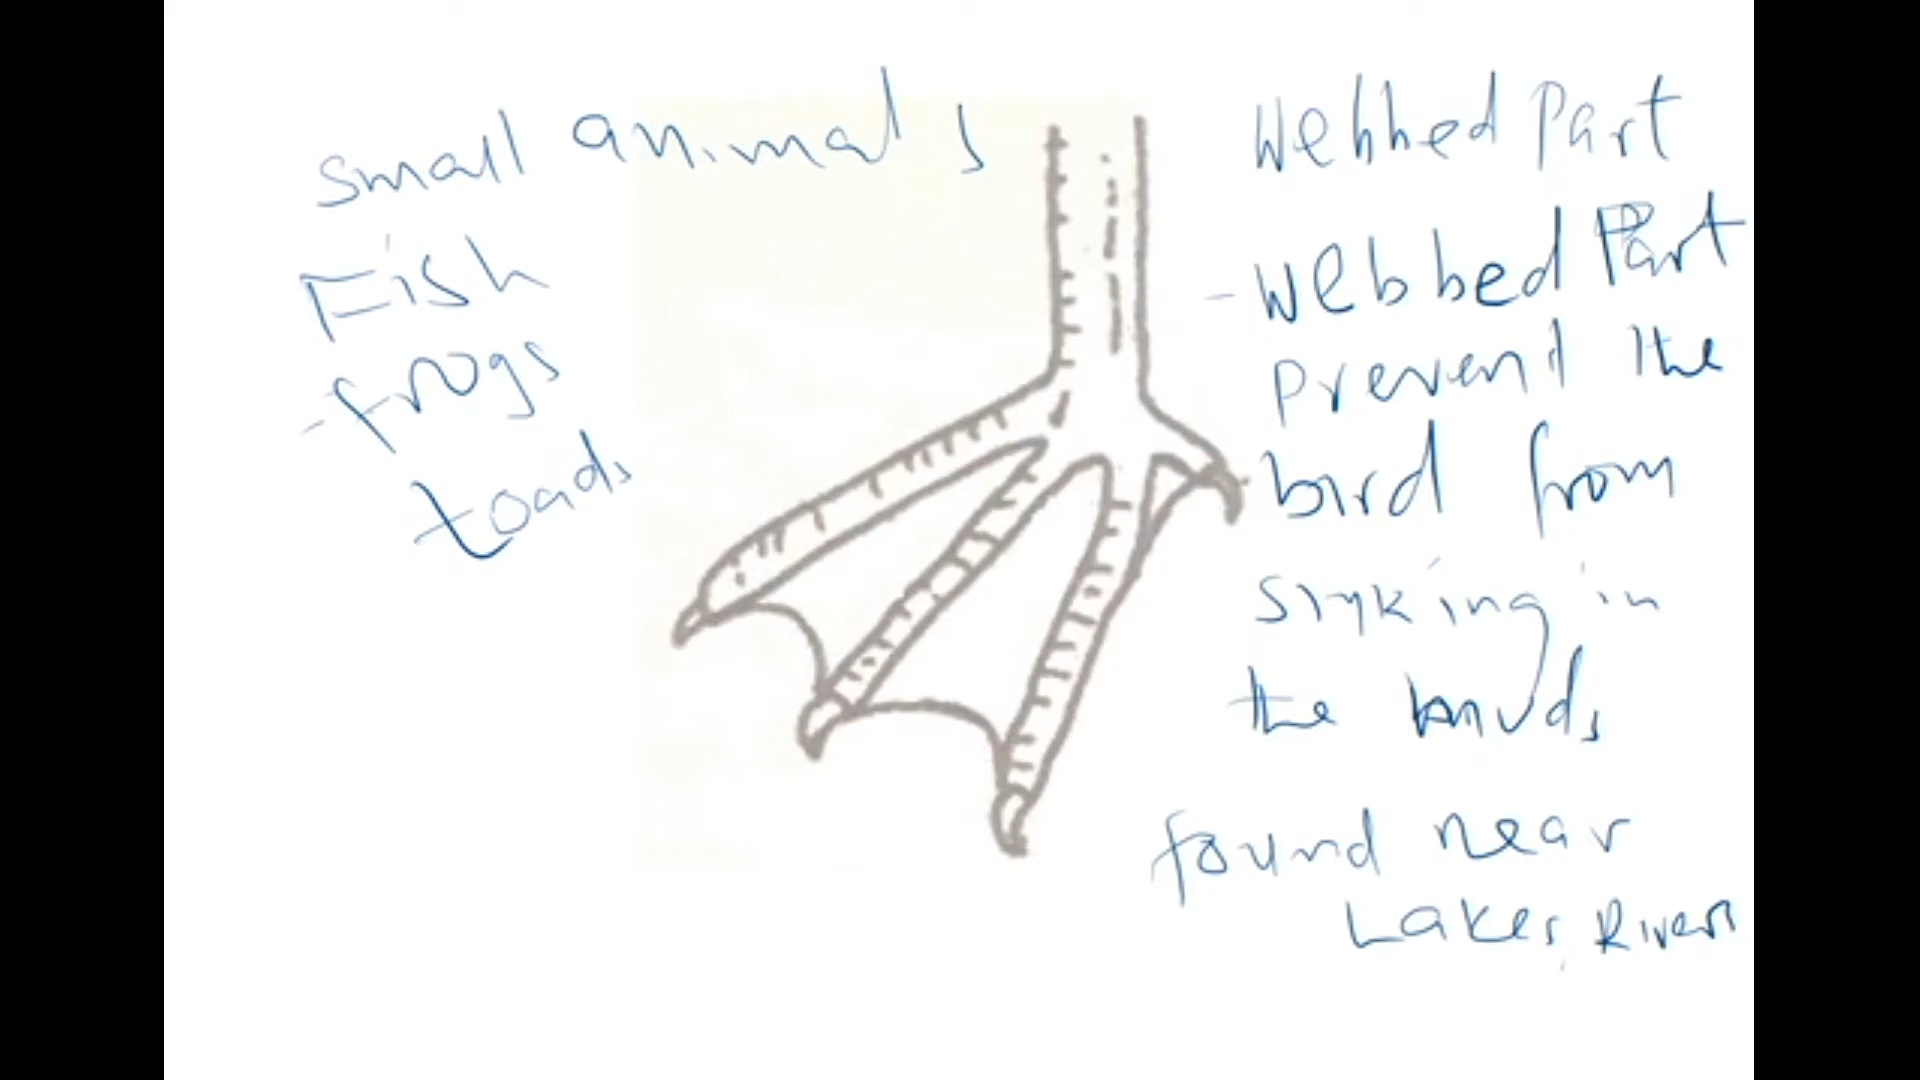 small animals
Fish
-frogs
toads
Webbed Part
-Webbed Part
prevent the
bird from
sinking in
the muds
found near
Lakes, Rivers